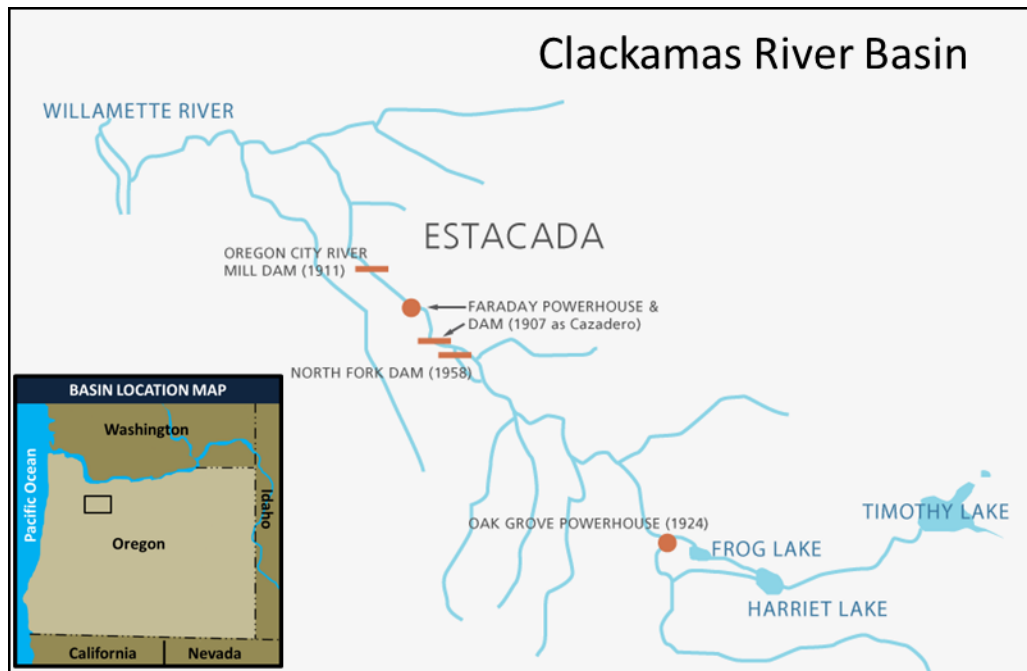 Clackamas River Basin
WILLAMETTE RIVER
ESTACADA
OREGON CITY RIVER
MILL DAM (1911)
FARADAY POWERHOUSE &
DAM (1907 as Cazadero)
NORTH FORK DAM (1958)
OAK GROVE POWERHOUSE (1924)
TIMOTHY LAKE
FROG LAKE
HARRIET LAKE
BASIN LOCATION MAP
Washington
Pacific Ocean
Idaho
Oregon
California
Nevada